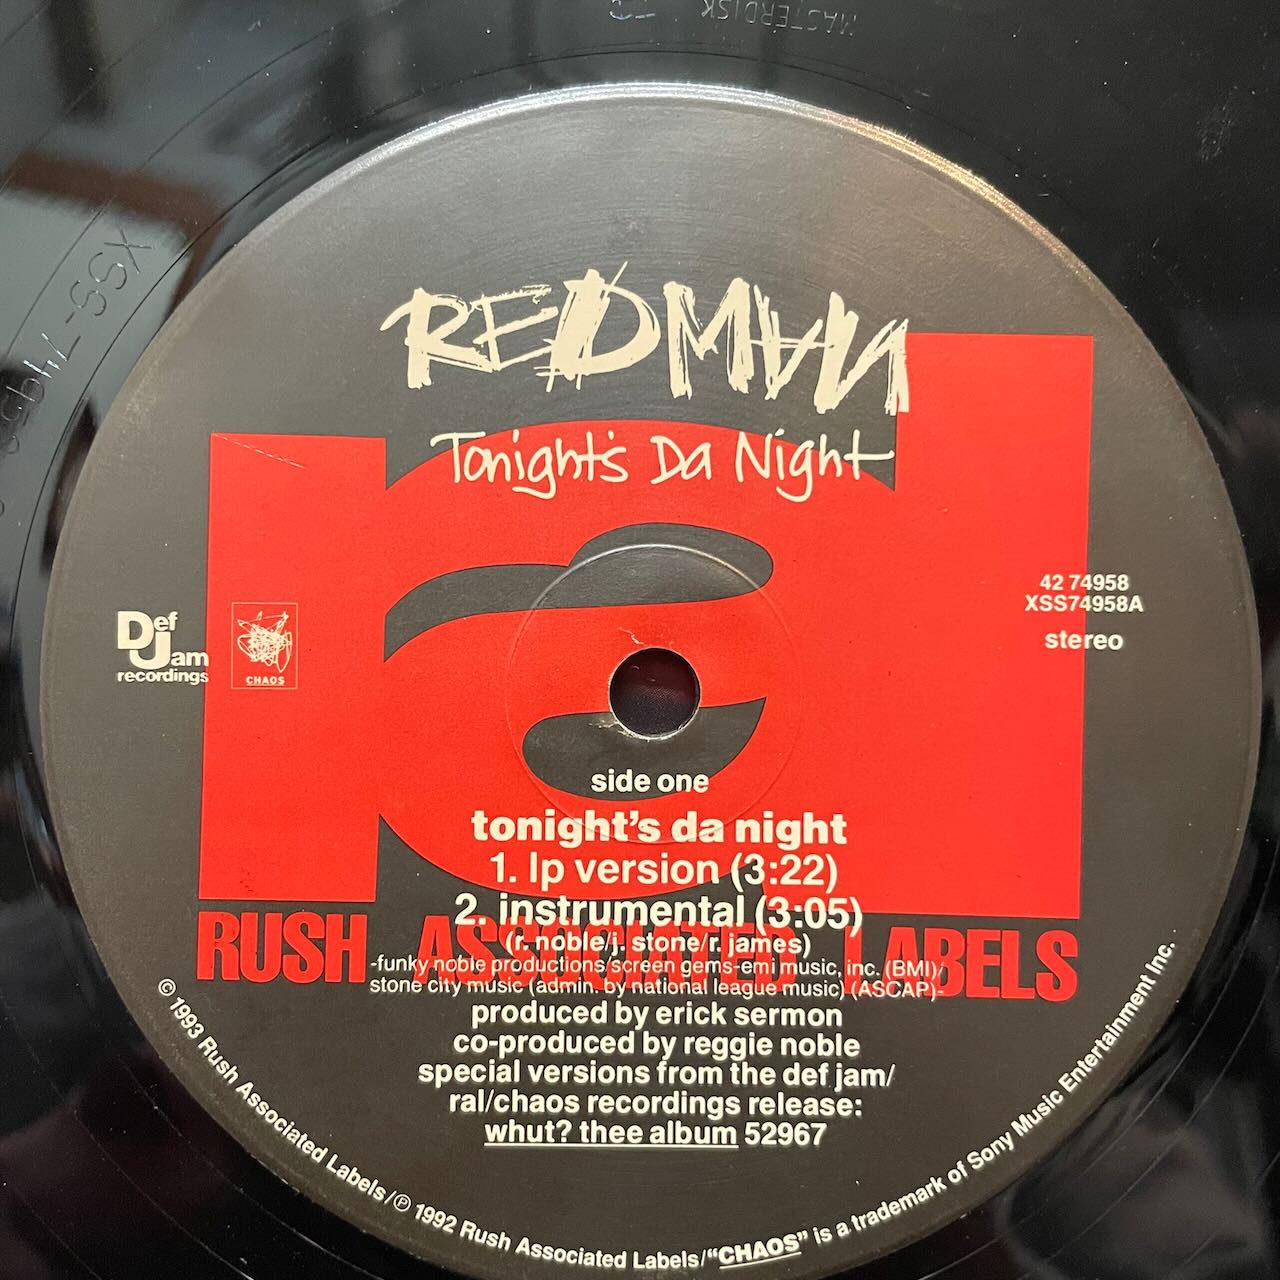 MASTERDISK
XSS-749
REDMAN
Tonight's Da Night
42 74958
XSS74958A
stereo
Def
Jam
recordings
CHAOS
side one
tonight's da night
1. lp version (3:22)
2. instrumental (3:05)
(r. noble/j. stone/r. james)
RUSH ASSOCIATED LABELS
-funky noble productions/screen gems-emi music, inc. (BMI)/
stone city music (admin. by national league music) (ASCAP)-
produced by erick sermon
co-produced by reggie noble
special versions from the def jam/
ral/chaos recordings release:
whut? thee album 52967
© 1993 Rush Associated Labels/℗ 1992 Rush Associated Labels/"CHAOS" is a trademark of Sony Music Entertainment Inc.